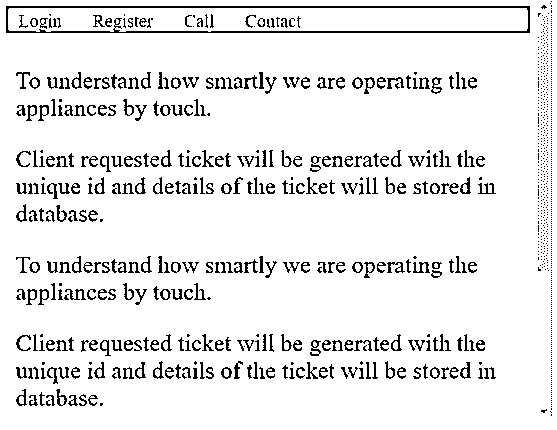 Login Register Call Contact
To understand how smartly we are operating the
appliances by touch.
Client requested ticket will be generated with the
unique id and details of the ticket will be stored in
database.
To understand how smartly we are operating the
appliances by touch.
Client requested ticket will be generated with the
unique id and details of the ticket will be stored in
database.